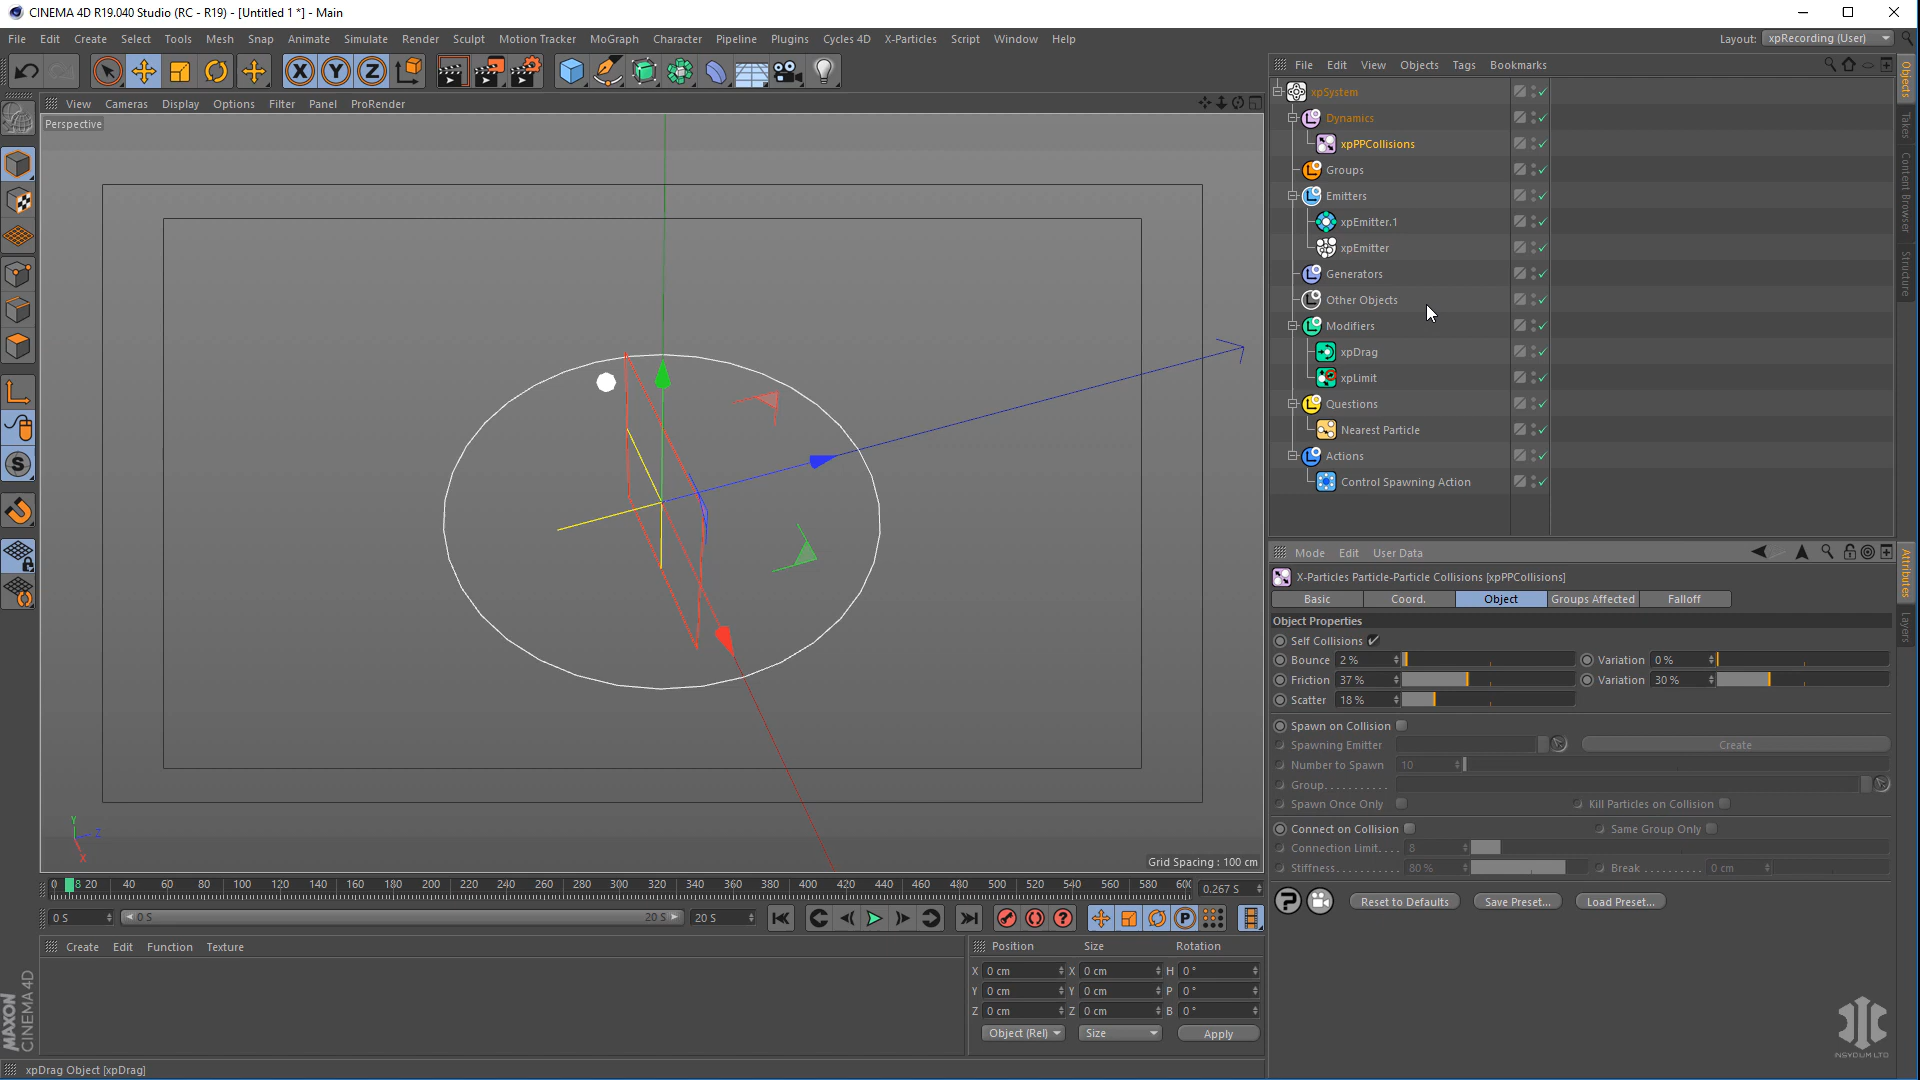 CINEMA 4D R19.040 Studio (RC - R19) - [Untitled 1 *] - Main
File Edit Create Select Tools Mesh Snap Animate Simulate Render Sculpt Motion Tracker MoGraph Character Pipeline Plugins Cycles 4D X-Particles Script Window Help
Layout: xpRecording (User)
View Cameras Display Options Filter Panel ProRender
Perspective
Grid Spacing : 100 cm
Y
Z
X
File Edit View Objects Tags Bookmarks
xpSystem
Dynamics
xpPPCollisions
Groups
Emitters
xpEmitter.1
xpEmitter
Generators
Other Objects
Modifiers
xpDrag
xpLimit
Questions
Nearest Particle
Actions
Control Spawning Action
Objects
Takes
Content Browser
Structure
Mode Edit User Data
X-Particles Particle-Particle Collisions [xpPPCollisions]
Basic Coord. Object Groups Affected Falloff
Object Properties
Self Collisions
Bounce 2 % Variation 0 %
Friction 37 % Variation 30 %
Scatter 18 %
Spawn on Collision
Spawning Emitter Create
Number to Spawn 10
Group. . . . . . . . . . .
Spawn Once Only Kill Particles on Collision
Connect on Collision Same Group Only
Connection Limit. . . . 8
Stiffness. . . . . . . . . . . 80 % Break . . . . . . . . . . 0 cm
Reset to Defaults Save Preset... Load Preset...
Attributes
Layers
0 8 20 40 60 80 100 120 140 160 180 200 220 240 260 280 300 320 340 360 380 400 420 440 460 480 500 520 540 560 580 600 0.267 S
0 S 0 S 20 S 20 S
Create Edit Function Texture
Position Size Rotation
X 0 cm X 0 cm H 0 °
Y 0 cm Y 0 cm P 0 °
Z 0 cm Z 0 cm B 0 °
Object (Rel) Size Apply
MAXON
CINEMA 4D
INSYDIUM LTD
xpDrag Object [xpDrag]